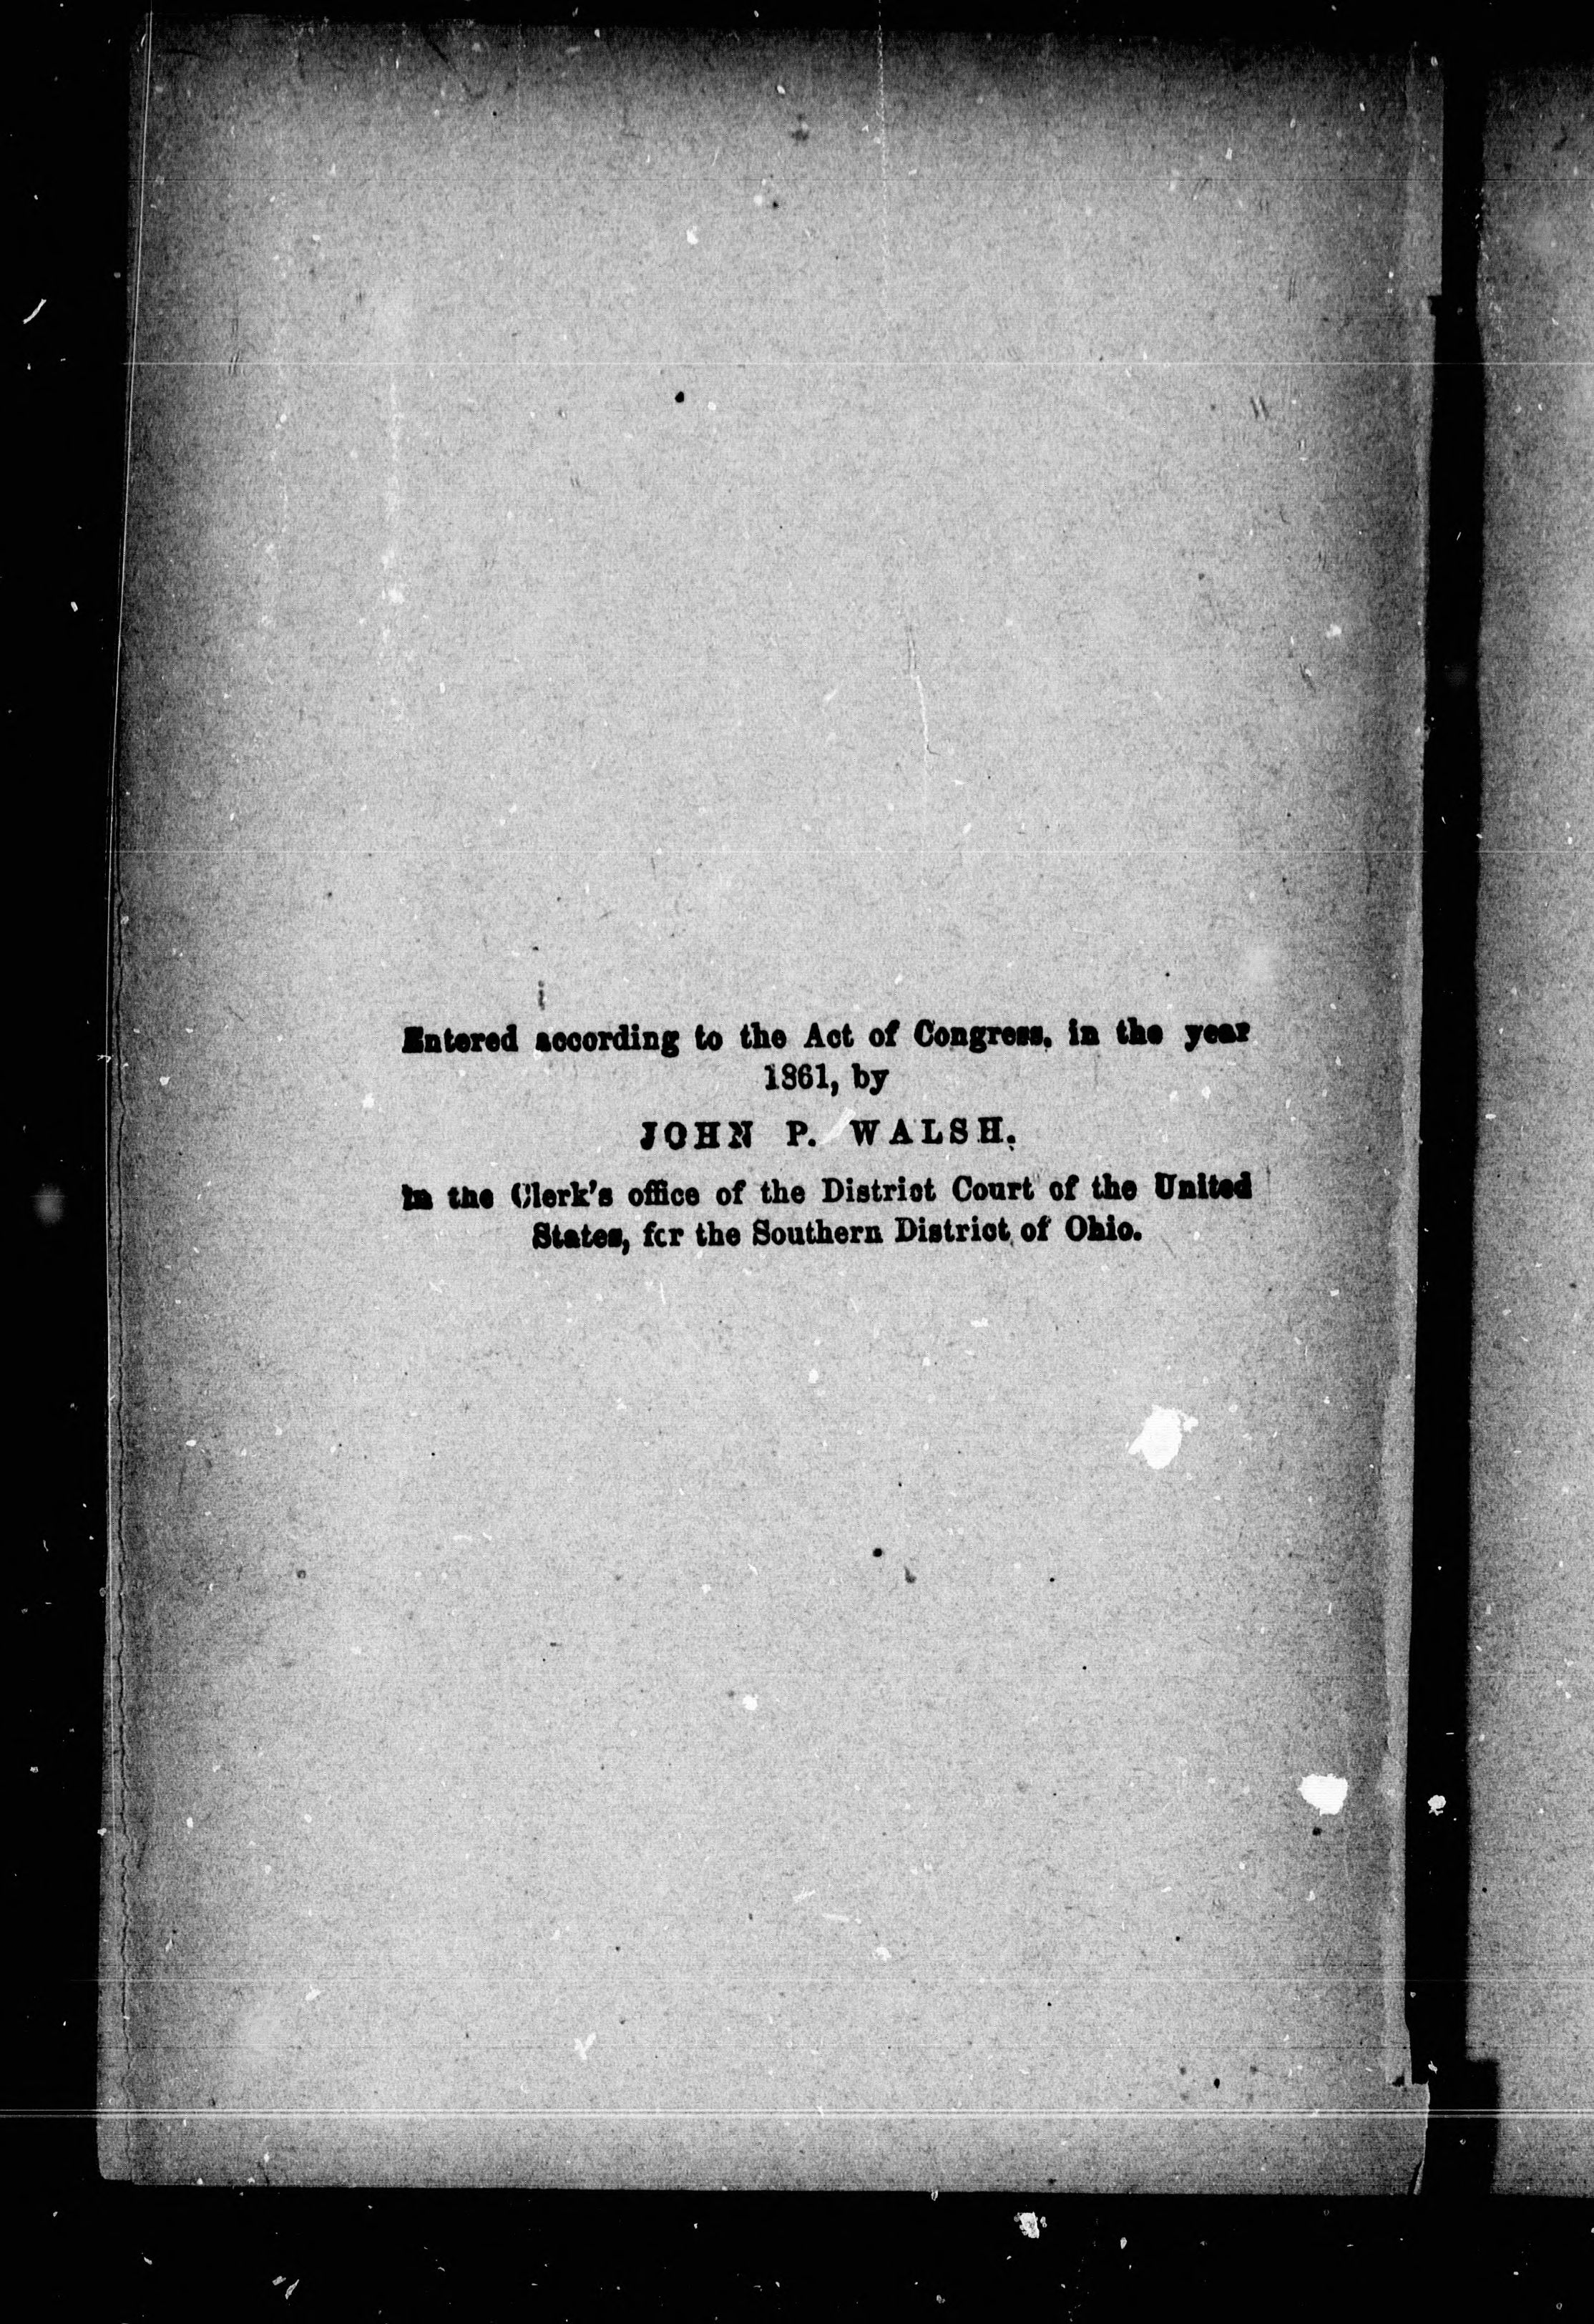 Entered according to the Act of Congress, in the year
1861, by
JOHN P. WALSH.
In the Clerk's office of the District Court of the United
States, for the Southern District of Ohio.